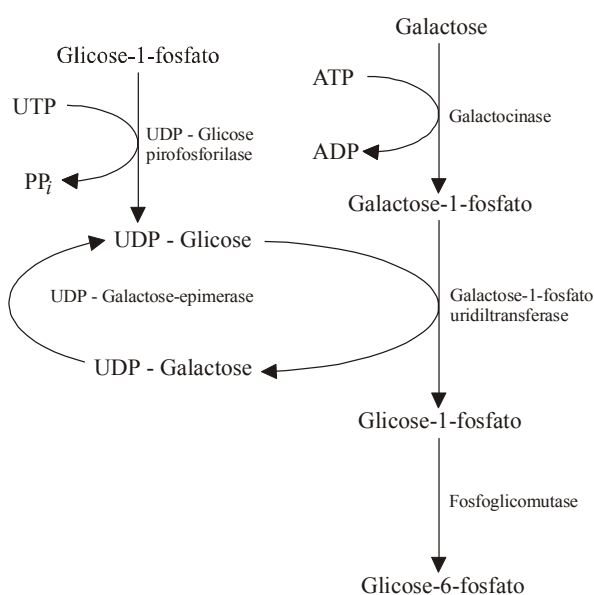 Galactose
Glicose-1-fosfato
ATP
UTP
Galactocinase
UDP - Glicose
pirofosforilase
ADP
PPi
Galactose-1-fosfato
UDP - Glicose
UDP - Galactose-epimerase
Galactose-1-fosfato
uridiltransferase
UDP - Galactose
Glicose-1-fosfato
Fosfoglicomutase
Glicose-6-fosfato